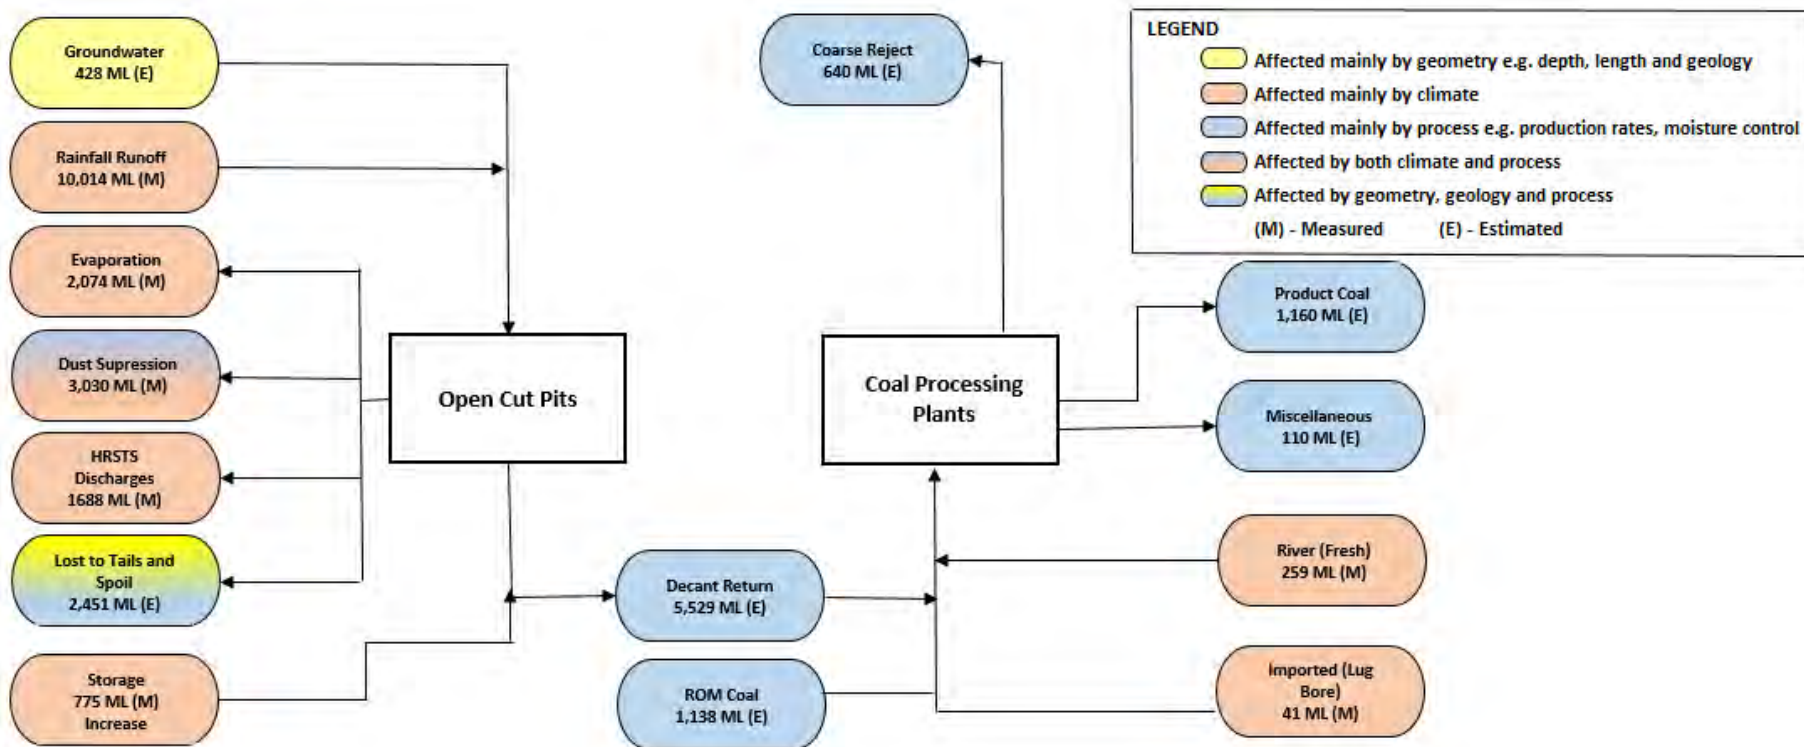 Groundwater
428 ML (E)
Rainfall Runoff
10,014 ML (M)
Evaporation
2,074 ML (M)
Dust Supression
3,030 ML (M)
HRSTS
Discharges
1688 ML (M)
Lost to Tails and
Spoil
2,451 ML (E)
Storage
775 ML (M)
Increase
Open Cut Pits
Decant Return
5,529 ML (E)
ROM Coal
1,138 ML (E)
Coarse Reject
640 ML (E)
Coal Processing
Plants
LEGEND
Affected mainly by geometry e.g. depth, length and geology
Affected mainly by climate
Affected mainly by process e.g. production rates, moisture control
Affected by both climate and process
Affected by geometry, geology and process
(M) - Measured (E) - Estimated
Product Coal
1,160 ML (E)
Miscellaneous
110 ML (E)
River (Fresh)
259 ML (M)
Imported (Lug
Bore)
41 ML (M)